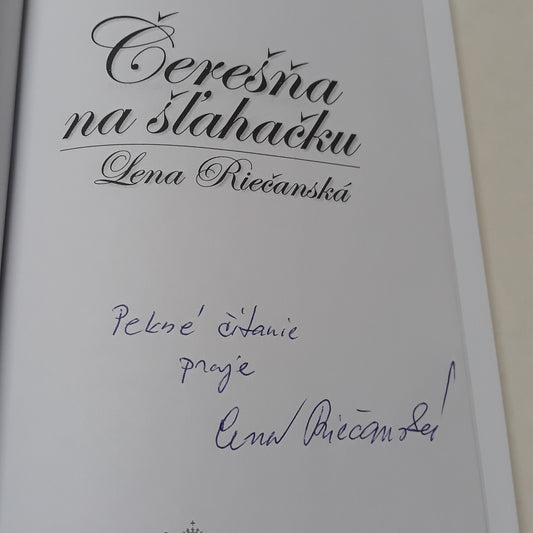 Čerešňa
na šľahačku
Lena Riečanská
Pekné čítanie
praje
Lena Riečanská